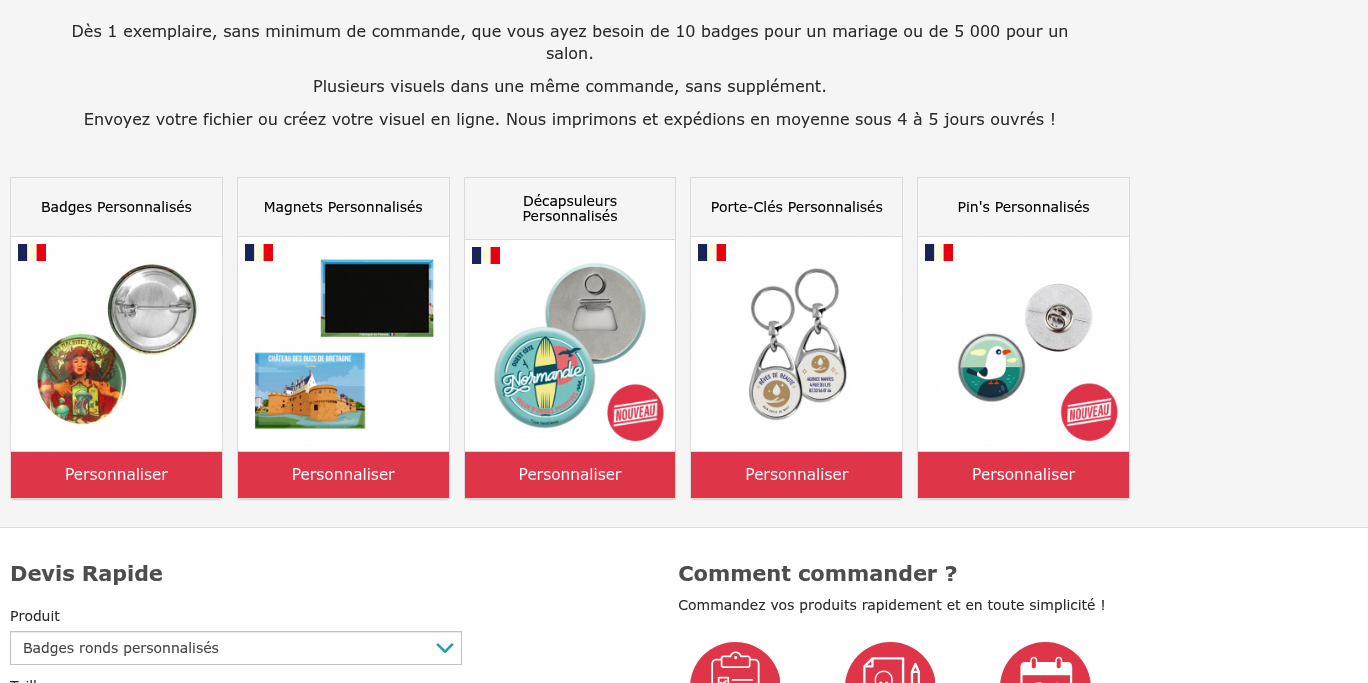 Dès 1 exemplaire, sans minimum de commande, que vous ayez besoin de 10 badges pour un mariage ou de 5 000 pour un
salon.
Plusieurs visuels dans une même commande, sans supplément.
Envoyez votre fichier ou créez votre visuel en ligne. Nous imprimons et expédions en moyenne sous 4 à 5 jours ouvrés !
Badges Personnalisés
Magnets Personnalisés
Décapsuleurs
Personnalisés
Porte-Clés Personnalisés
Pin's Personnalisés
CHÂTEAU DES DUCS DE BRETAGNE
Normandie
NOUVEAU
NOUVEAU
Personnaliser
Personnaliser
Personnaliser
Personnaliser
Personnaliser
Devis Rapide
Produit
Badges ronds personnalisés
Comment commander ?
Commandez vos produits rapidement et en toute simplicité !